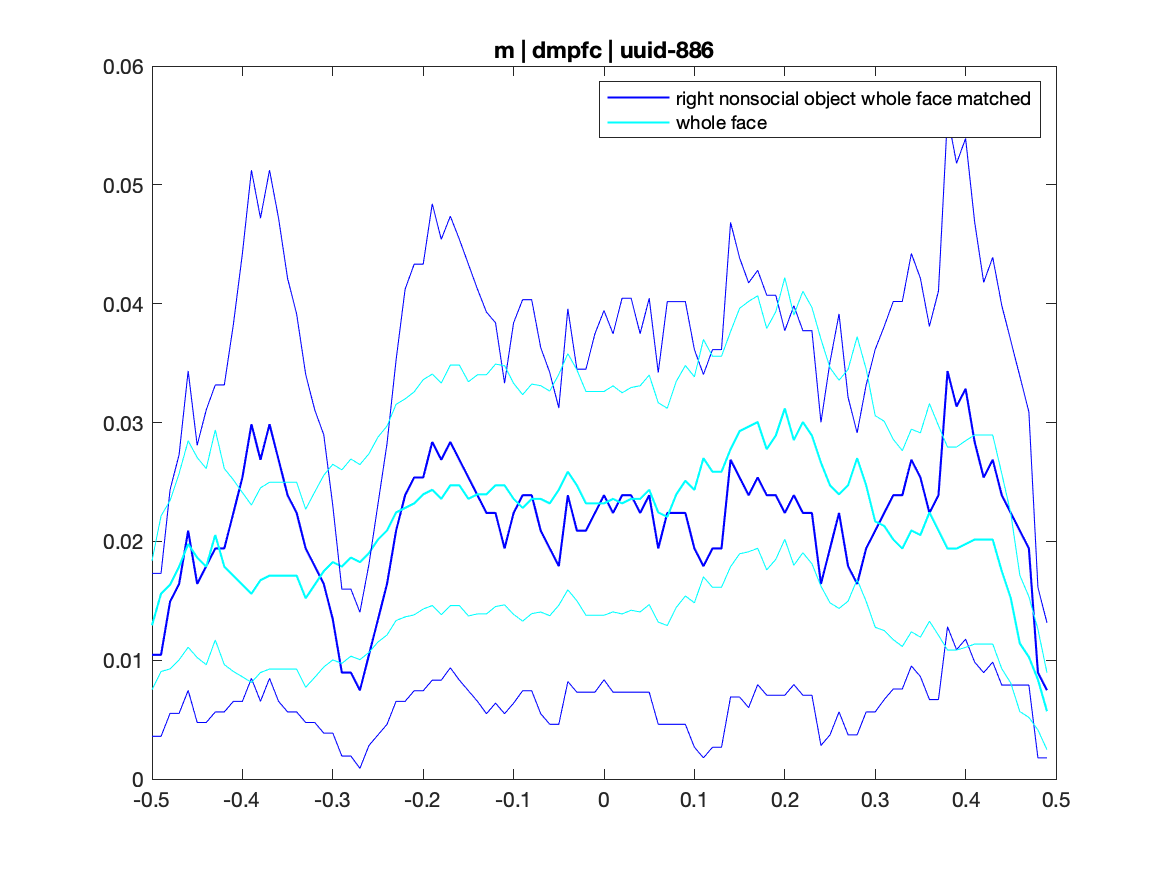 m | dmpfc | uuid-886
right nonsocial object whole face matched
whole face
0.06
0.05
0.04
0.03
0.02
0.01
0
-0.5 -0.4 -0.3 -0.2 -0.1 0 0.1 0.2 0.3 0.4 0.5